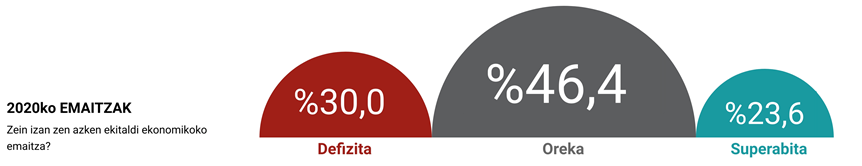 2020ko EMAITZAK
Zein izan zen azken ekitaldi ekonomikoko
emaitza?
%30,0
Defizita
%46,4
Oreka
%23,6
Superabita